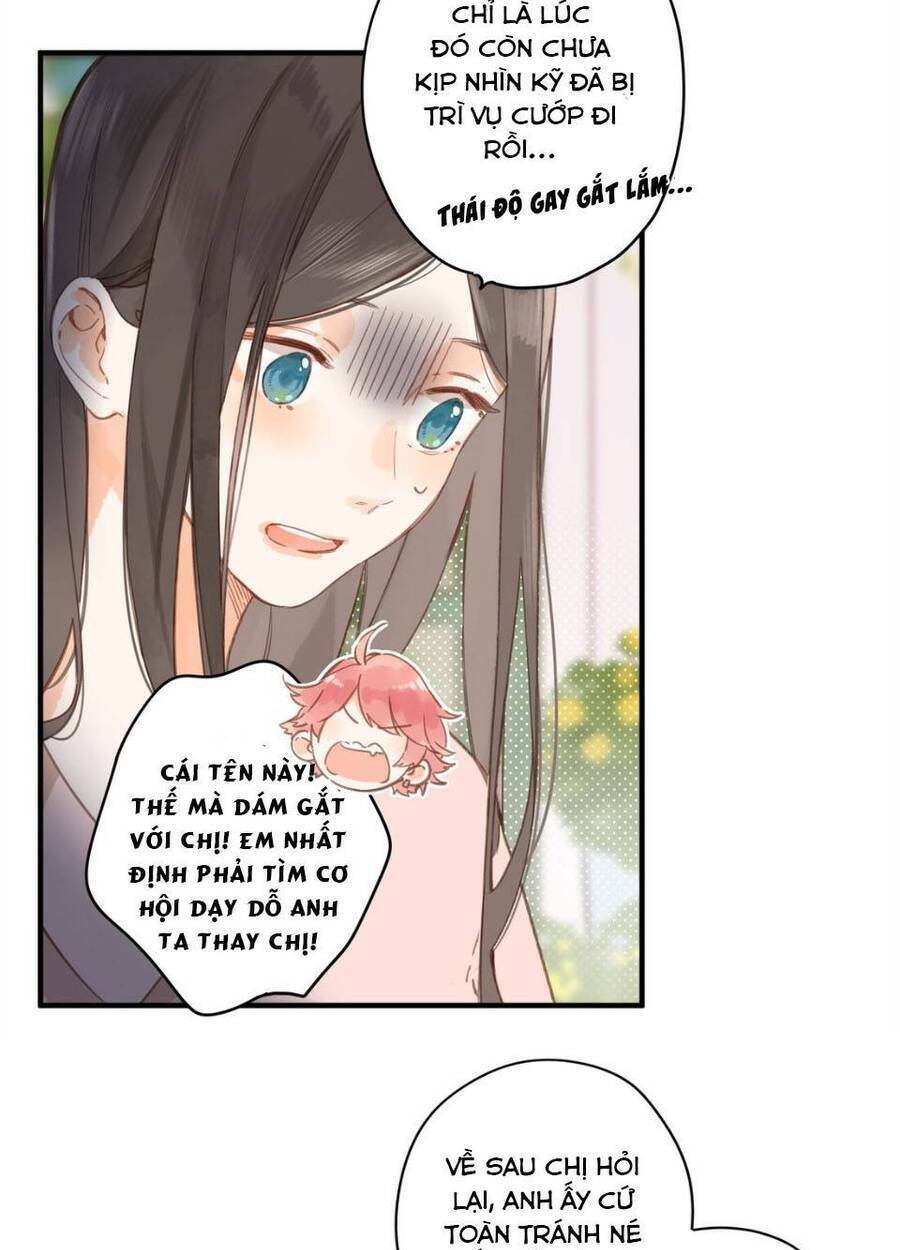 CHỈ LÀ LÚC
ĐÓ CÒN CHƯA
KỊP NHÌN KỸ ĐÃ BỊ
TRÌ VỤ CƯỚP ĐI
RỒI...
THÁI ĐỘ GAY GẮT LẮM...
CÁI TÊN NÀY!
THẾ MÀ DÁM GẮT
VỚI CHỊ! EM NHẤT
ĐỊNH PHẢI TÌM CƠ
HỘI DẠY DỖ ANH
TA THAY CHỊ!
VỀ SAU CHỊ HỎI
LẠI, ANH ẤY CỨ
TOÀN TRÁNH NÉ